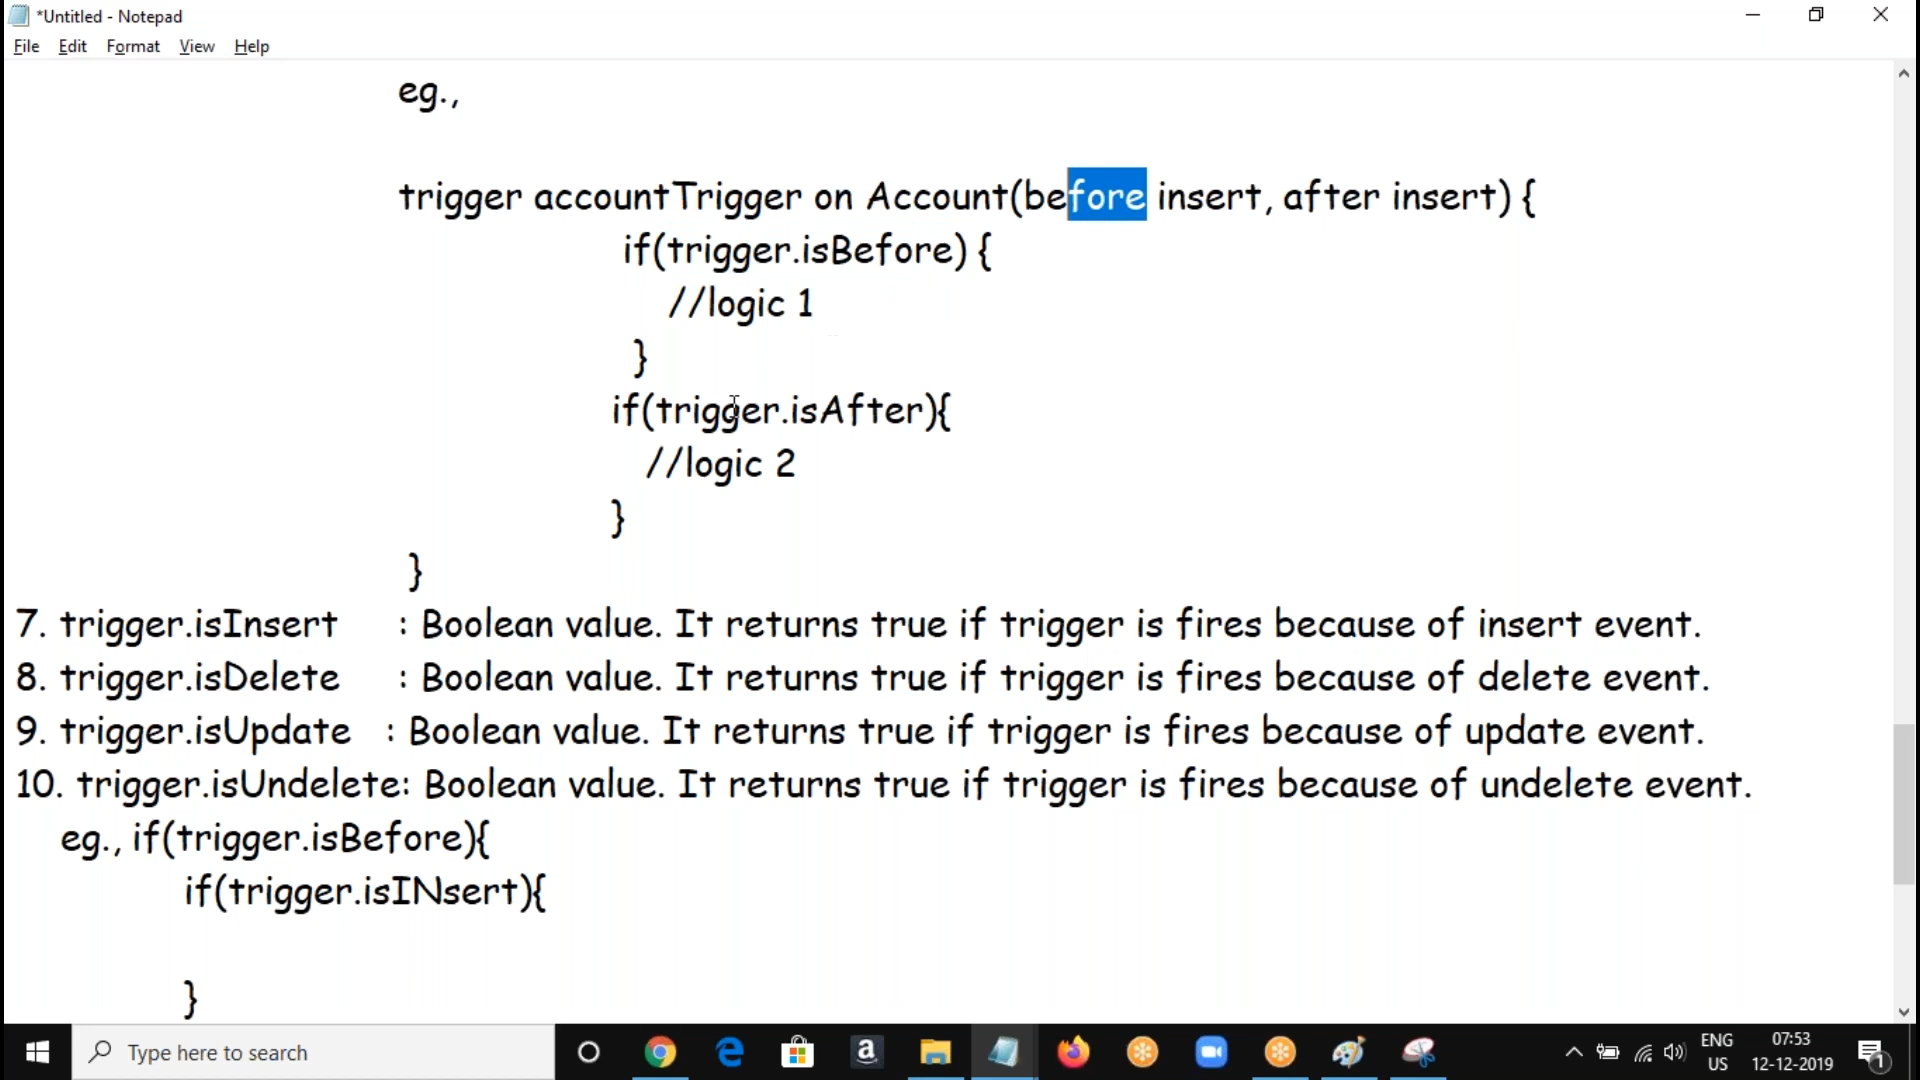 *Untitled - Notepad
File Edit Format View Help
eg.,
trigger accountTrigger on Account(before insert, after insert) {
if(trigger.isBefore) {
//logic 1
}
if(trigger.isAfter){
//logic 2
}
}
7. trigger.isInsert : Boolean value. It returns true if trigger is fires because of insert event.
8. trigger.isDelete : Boolean value. It returns true if trigger is fires because of delete event.
9. trigger.isUpdate : Boolean value. It returns true if trigger is fires because of update event.
10. trigger.isUndelete: Boolean value. It returns true if trigger is fires because of undelete event.
eg., if(trigger.isBefore){
if(trigger.isINsert){
}
Type here to search
ENG
US
07:53
12-12-2019
1